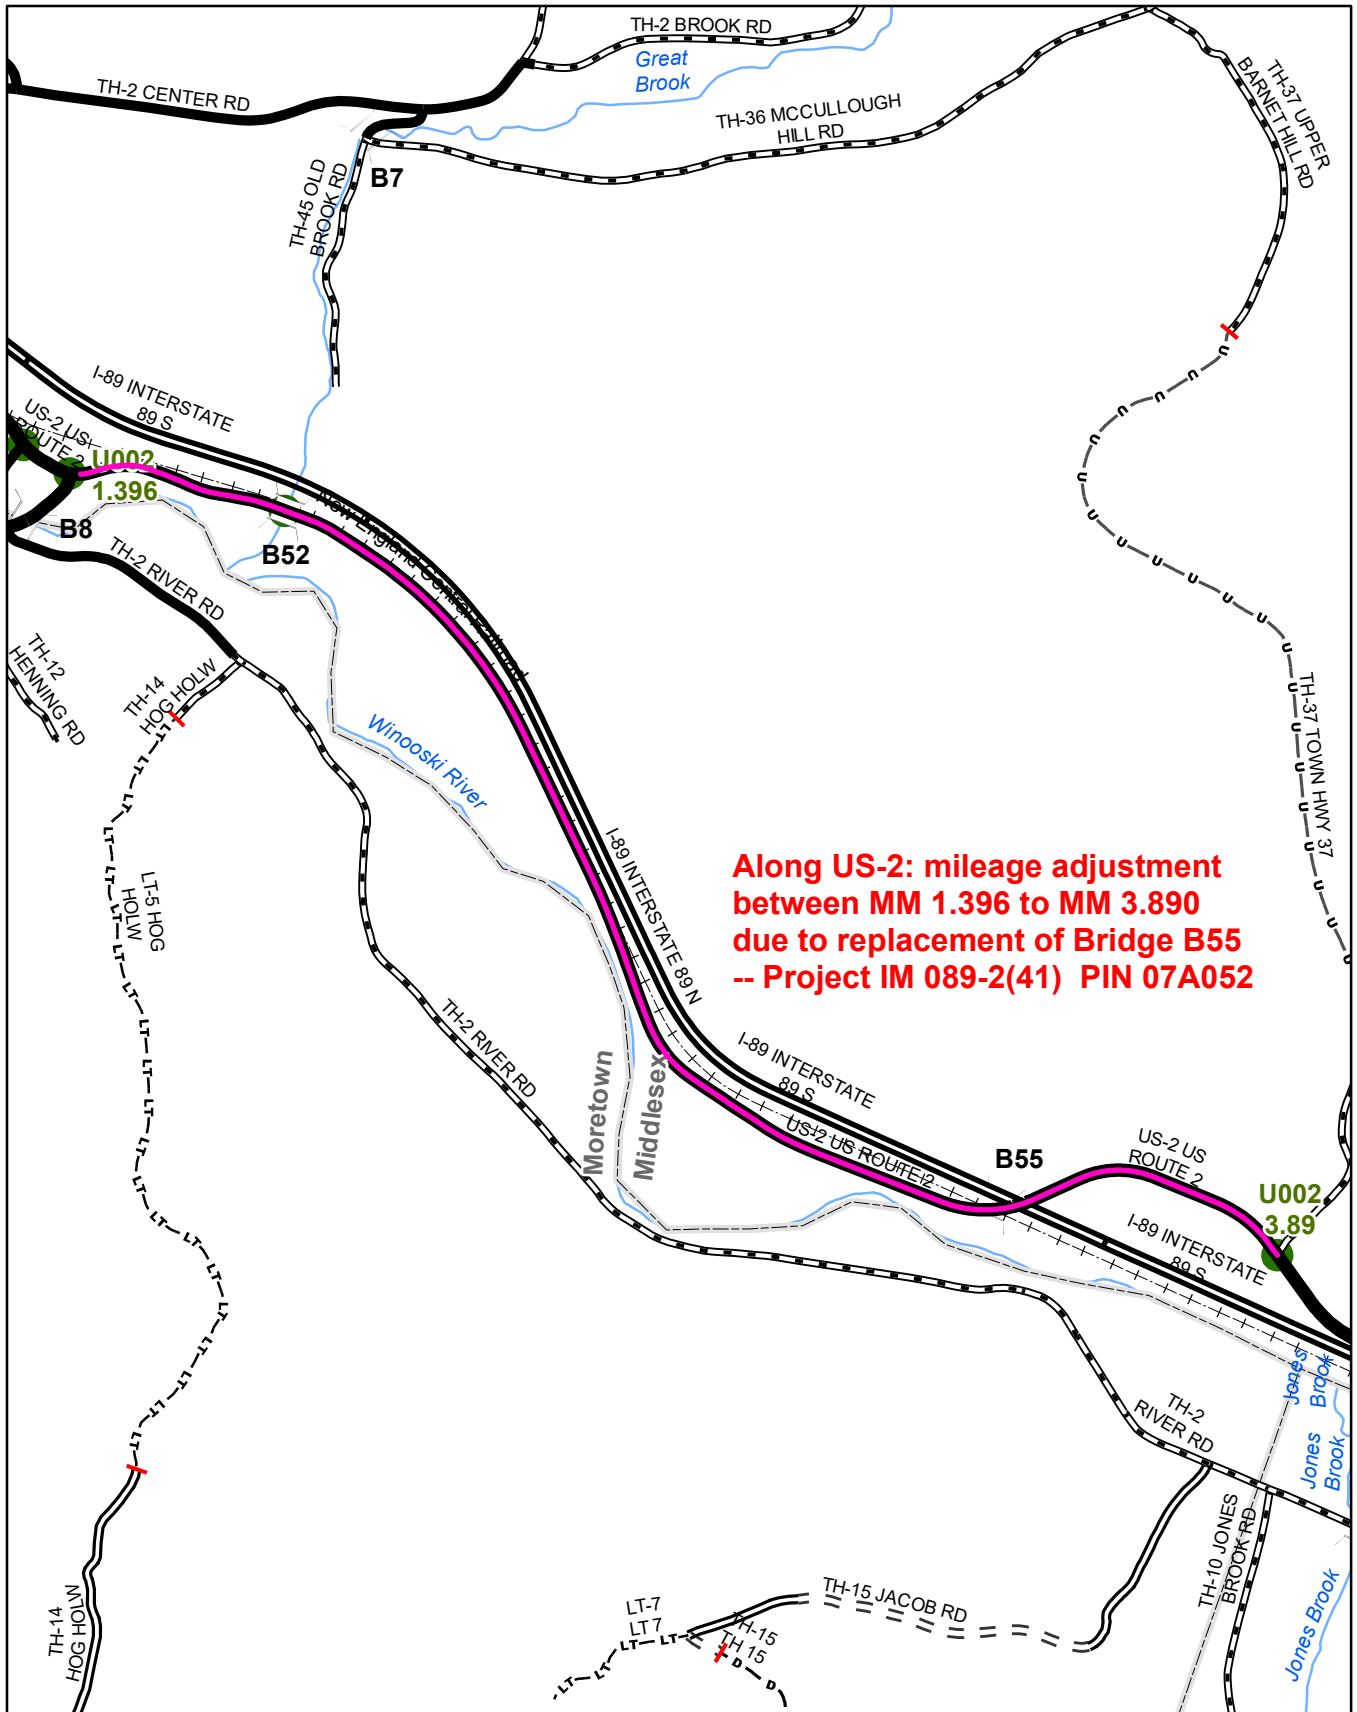 TH-2 BROOK RD
Great
Brook
TH-2 CENTER RD
TH-36 MCCULLOUGH
HILL RD
TH-37 UPPER
BARNET HILL RD
B7
TH-45 OLD
BROOK RD
I-89 INTERSTATE
89 S
US-2 US
ROUTE 2
U002
1.396
New England Central Railroad
B8
B52
TH-2 RIVER RD
TH-12
HENNING RD
TH-14
HOG HOLW
Winooski River
TH-37 TOWN HWY 37
I-89 INTERSTATE 89 N
Along US-2: mileage adjustment
between MM 1.396 to MM 3.890
due to replacement of Bridge B55
-- Project IM 089-2(41) PIN 07A052
LT-5 HOG
HOLW
TH-2 RIVER RD
Moretown
Middlesex
I-89 INTERSTATE
89 S
US-2 US ROUTE 2
B55
US-2 US
ROUTE 2
U002
3.89
I-89 INTERSTATE
89 S
Jones
Brook
TH-2
RIVER RD
Jones
Brook
TH-10 JONES
BROOK RD
TH-14
HOG HOLW
LT-7
LT 7
TH-15
TH 15
TH-15 JACOB RD
Jones Brook